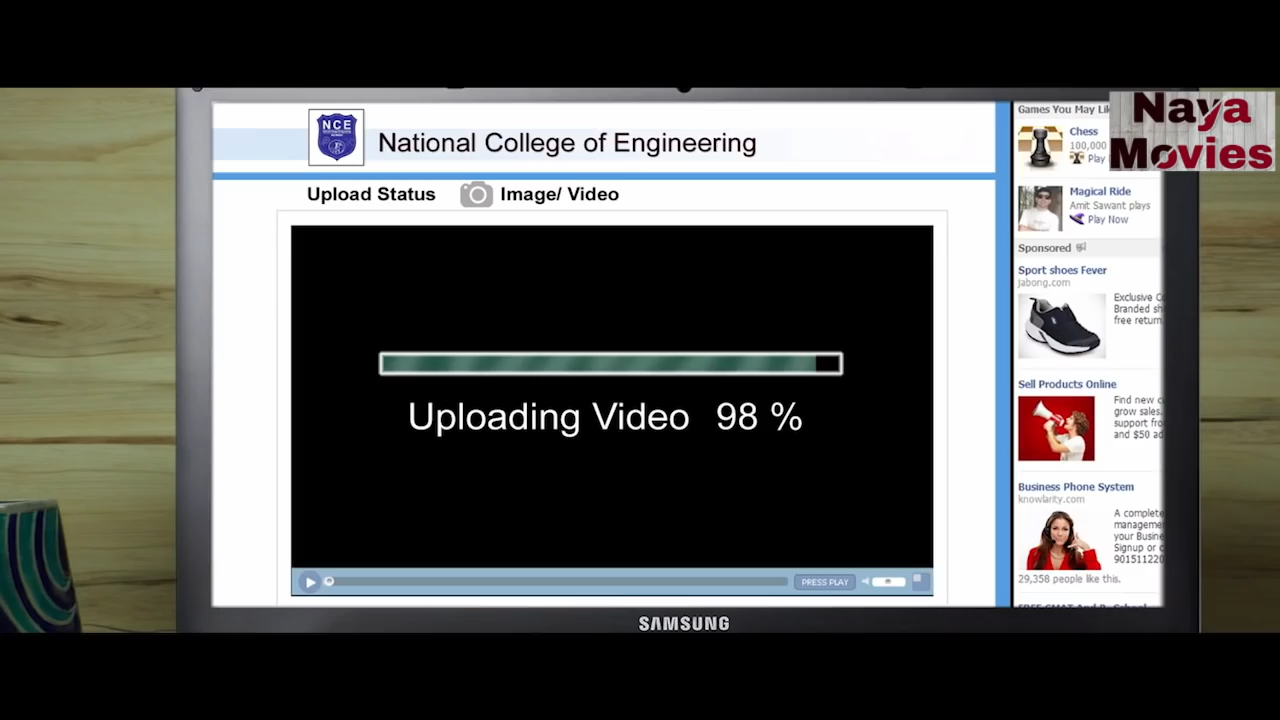 Naya
Movies
NCE
National College of Engineering
Upload Status
Image/ Video
Uploading Video 98 %
PRESS PLAY
Games You May Lik
Chess
100,000
Play
Magical Ride
Amit Sawant plays
Play Now
Sponsored
Sport shoes Fever
jabong.com
Exclusive C
Branded sh
free return.
Sell Products Online
Find new c
grow sales.
support fro
and $50 ad
Business Phone System
knowlarity.com
A complete
manageme
your Busine
Signup or c
901511220
29,358 people like this.
SAMSUNG